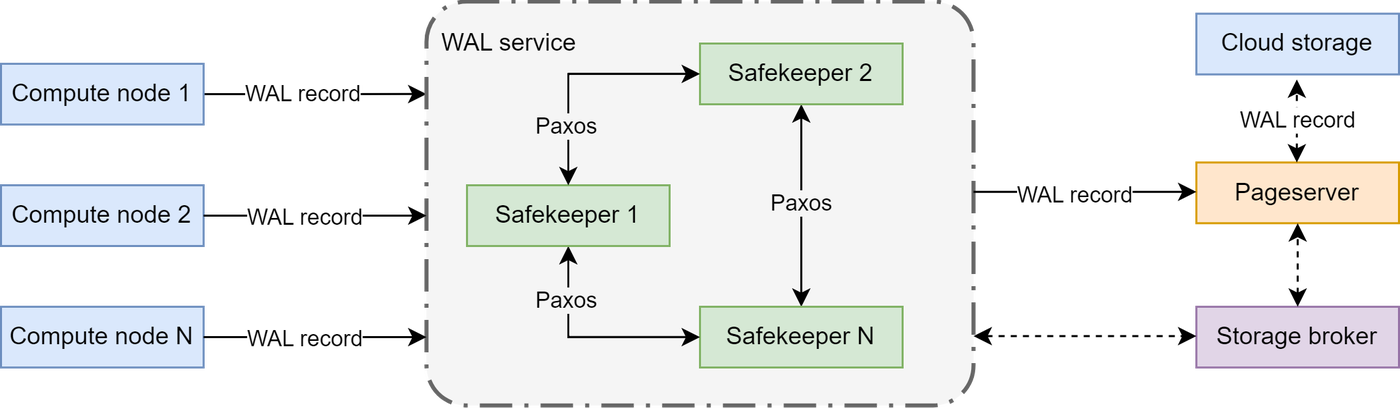 WAL service
Cloud storage
Safekeeper 2
Compute node 1
WAL record
Paxos
WAL record
Pageserver
WAL record
Paxos
Safekeeper 1
Compute node 2
WAL record
Paxos
Compute node N
WAL record
Safekeeper N
Storage broker